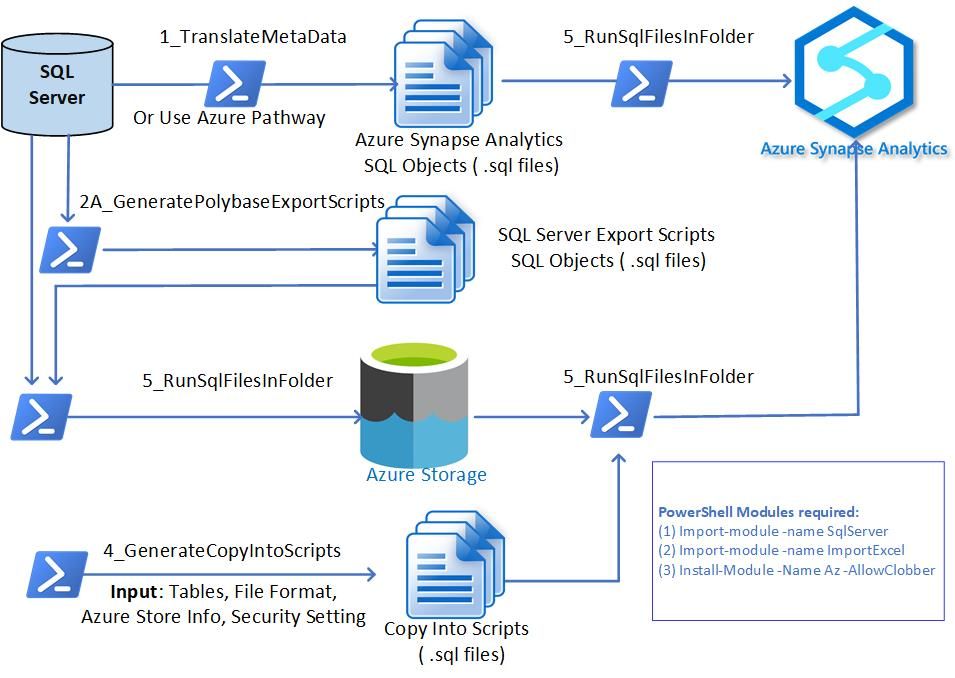 SQL
Server
1_TranslateMetaData
Or Use Azure Pathway
Azure Synapse Analytics
SQL Objects ( .sql files)
5_RunSqlFilesInFolder
Azure Synapse Analytics
2A_GeneratePolybaseExportScripts
SQL Server Export Scripts
SQL Objects ( .sql files)
5_RunSqlFilesInFolder
Azure Storage
5_RunSqlFilesInFolder
4_GenerateCopyIntoScripts
Input: Tables, File Format,
Azure Store Info, Security Setting
Copy Into Scripts
( .sql files)
PowerShell Modules required:
(1) Import-module -name SqlServer
(2) Import-module -name ImportExcel
(3) Install-Module -Name Az -AllowClobber